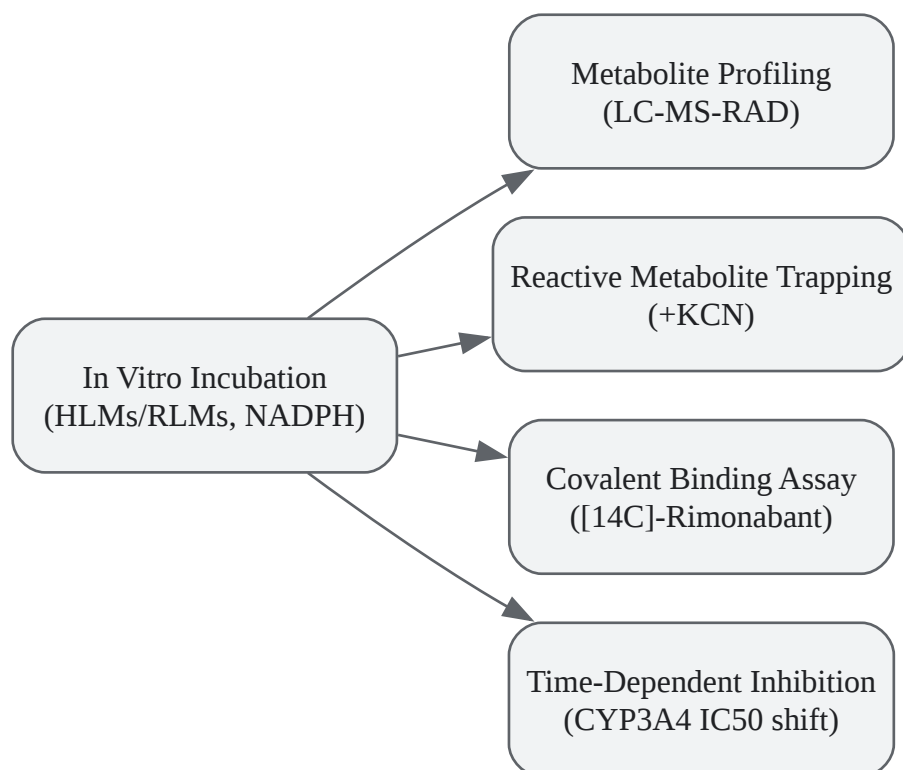 Metabolite Profiling
(LC-MS-RAD)
Reactive Metabolite Trapping
(+KCN)
In Vitro Incubation
(HLMs/RLMs, NADPH)
Covalent Binding Assay
([14C]-Rimonabant)
Time-Dependent Inhibition
(CYP3A4 IC50 shift)